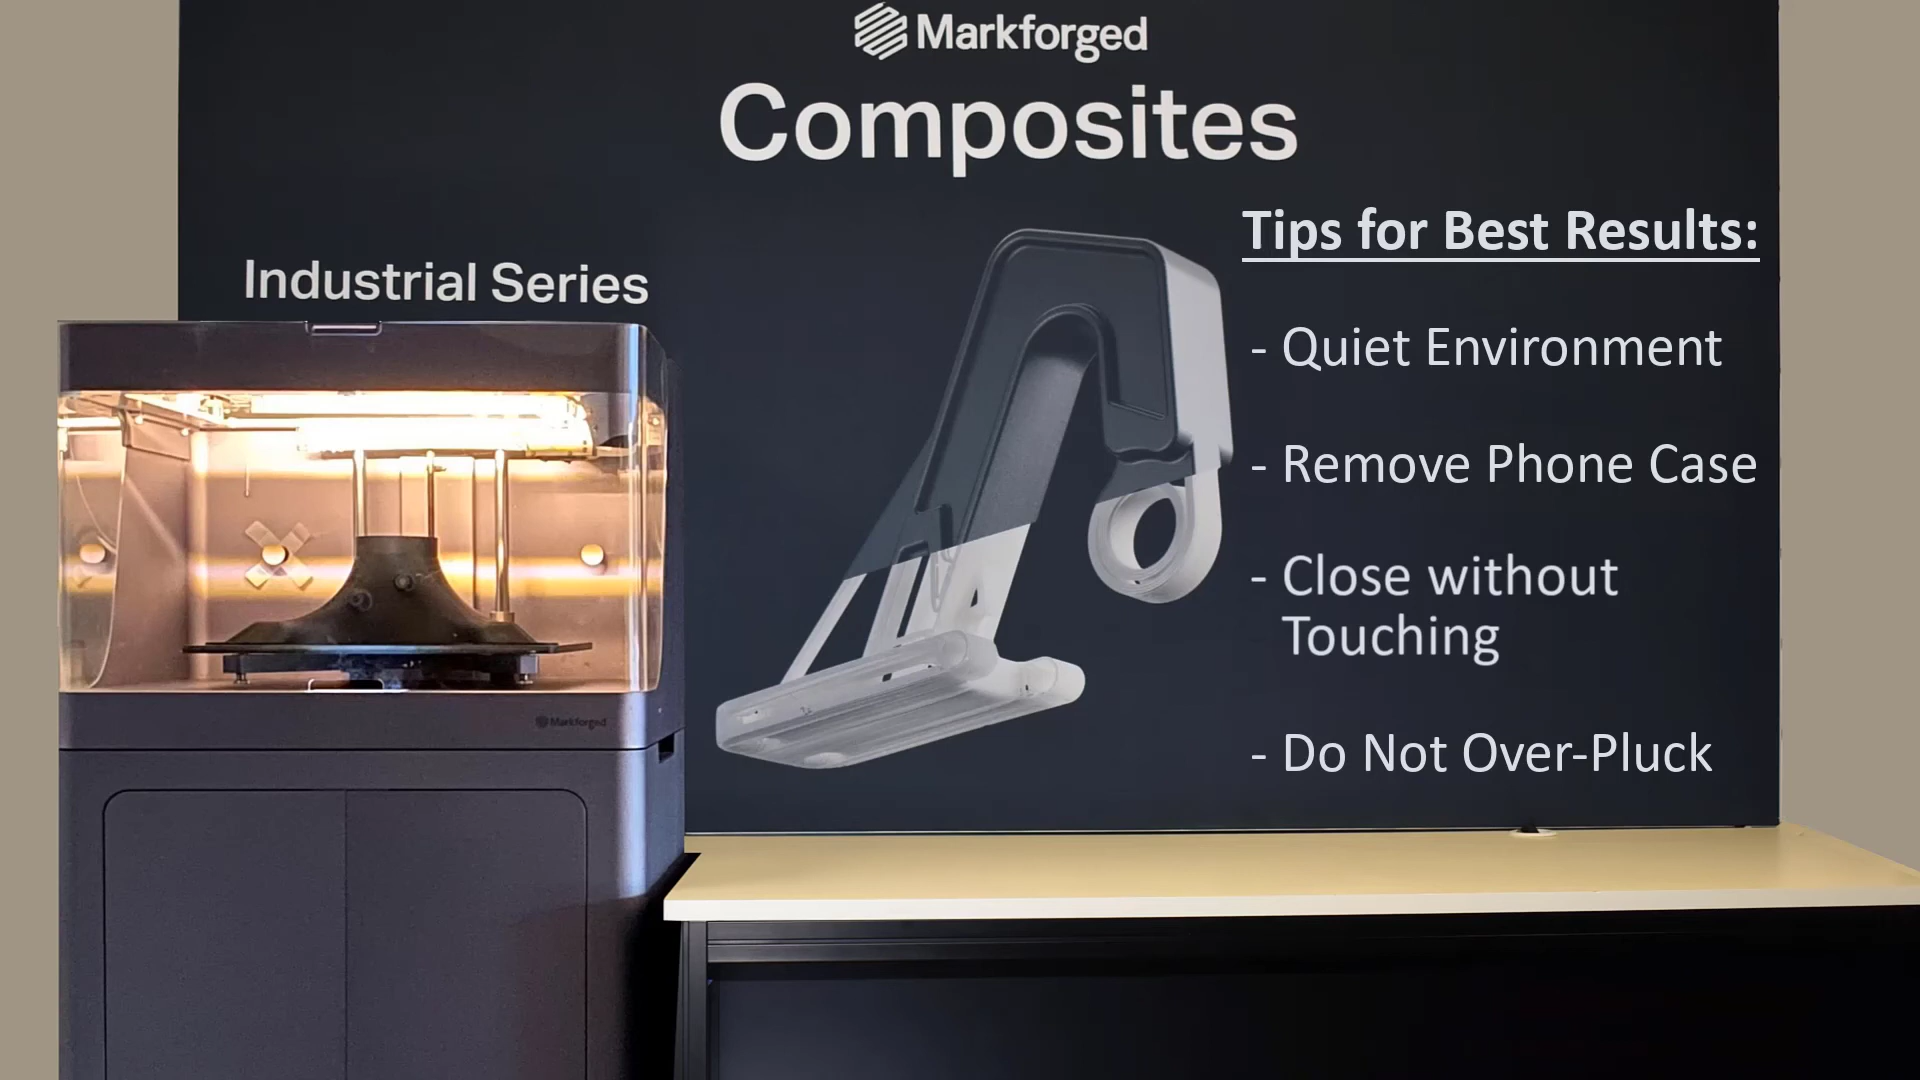 Markforged
Composites
Industrial Series
Tips for Best Results:
- Quiet Environment
- Remove Phone Case
- Close without
Touching
- Do Not Over-Pluck
Markforged